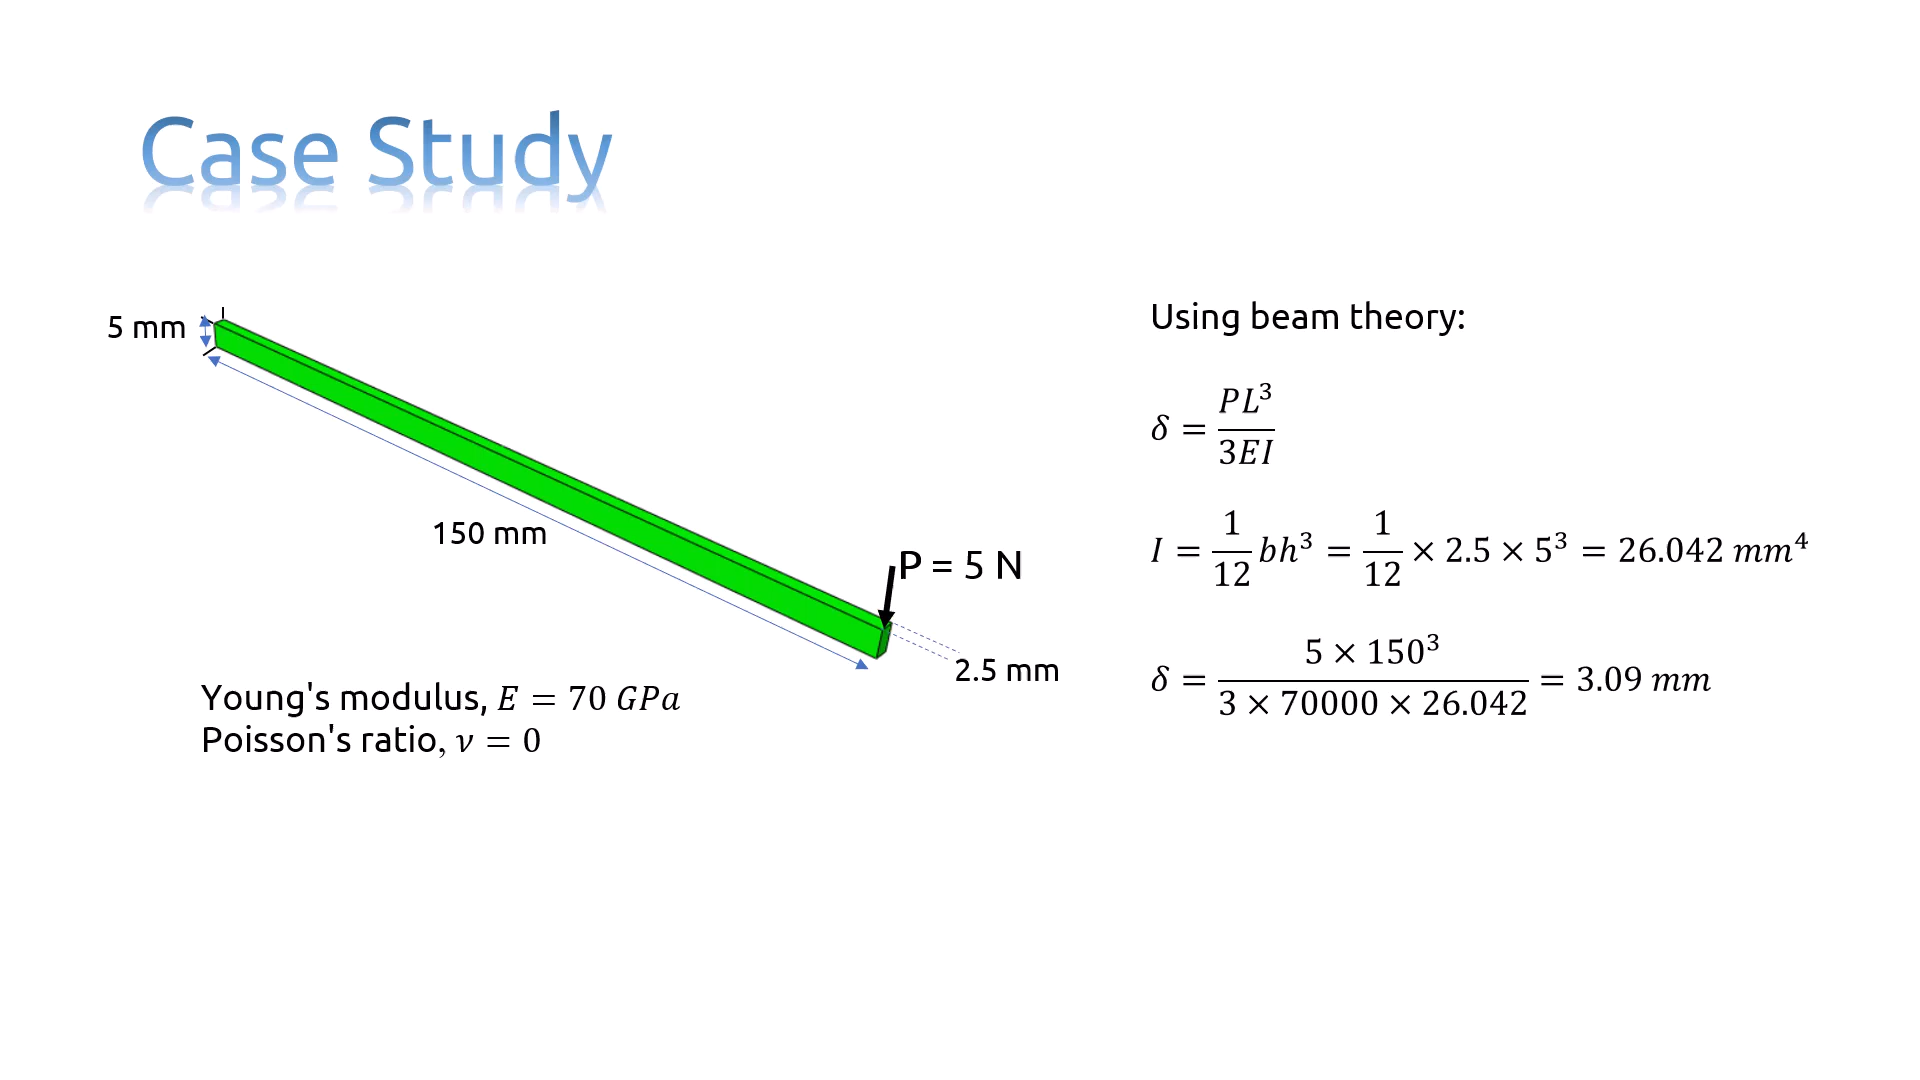 Case Study
5 mm
150 mm
P = 5 N
2.5 mm
Young's modulus, E = 70 GPa
Poisson's ratio, ν = 0
Using beam theory:
δ = PL³/3EI
I = 1/12 bh³ = 1/12 × 2.5 × 5³ = 26.042 mm⁴
δ = 5 × 150³/3 × 70000 × 26.042 = 3.09 mm